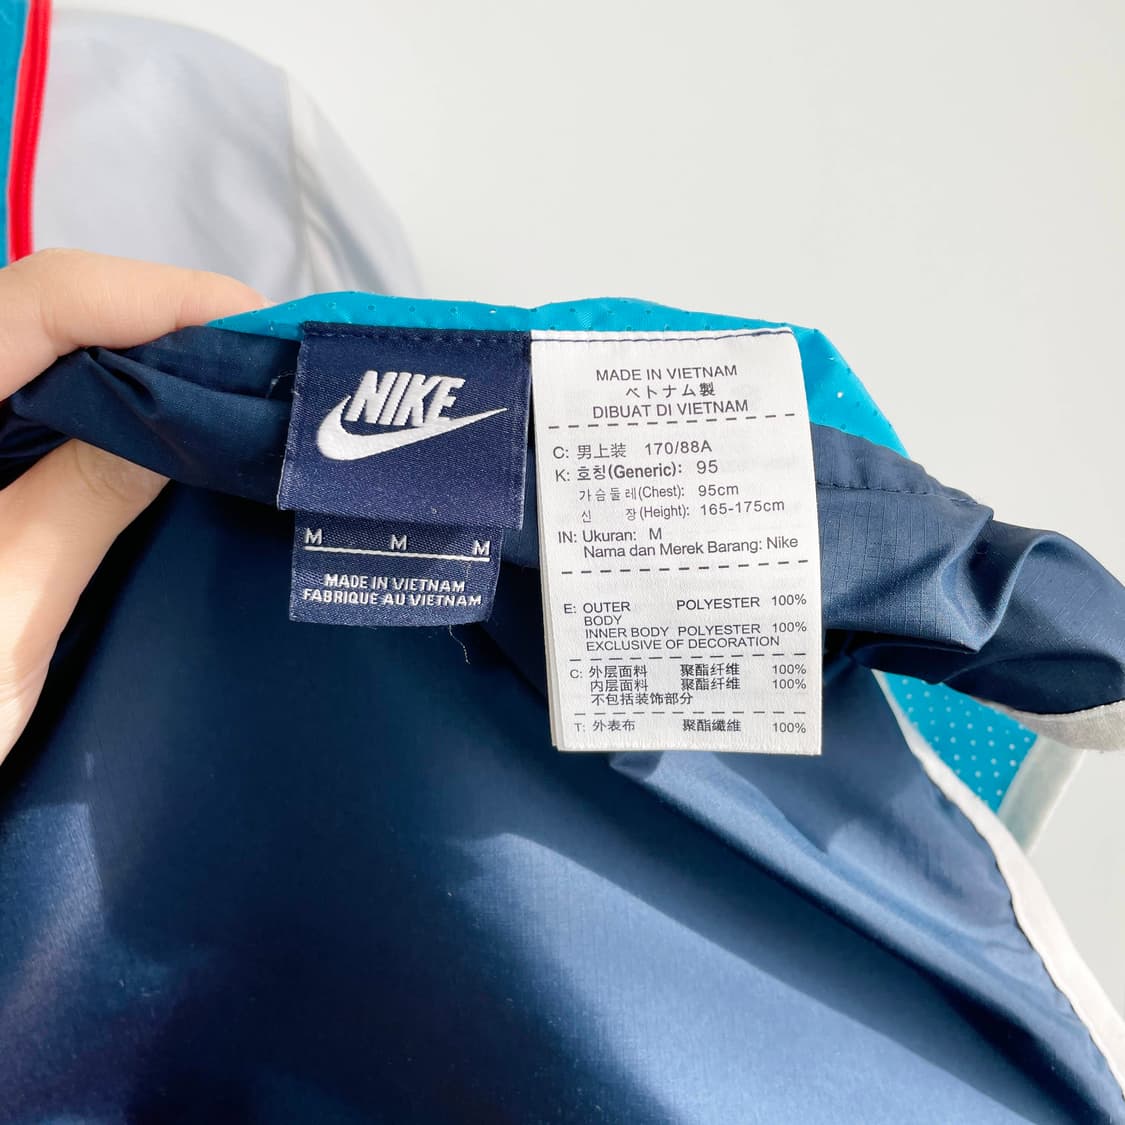 NIKE
M M M
MADE IN VIETNAM
FABRIQUÉ AU VIETNAM
MADE IN VIETNAM
ベトナム製
DIBUAT DI VIETNAM
C: 男上装 170/88A
K: 호칭(Generic): 95
가슴둘레(Chest): 95cm
신 장(Height): 165-175cm
IN: Ukuran: M
Nama dan Merek Barang: Nike
E: OUTER POLYESTER 100%
BODY
INNER BODY POLYESTER 100%
EXCLUSIVE OF DECORATION
C: 外层面料 聚酯纤维 100%
内层面料 聚酯纤维 100%
不包括装饰部分
T: 外表布 聚酯纖維 100%